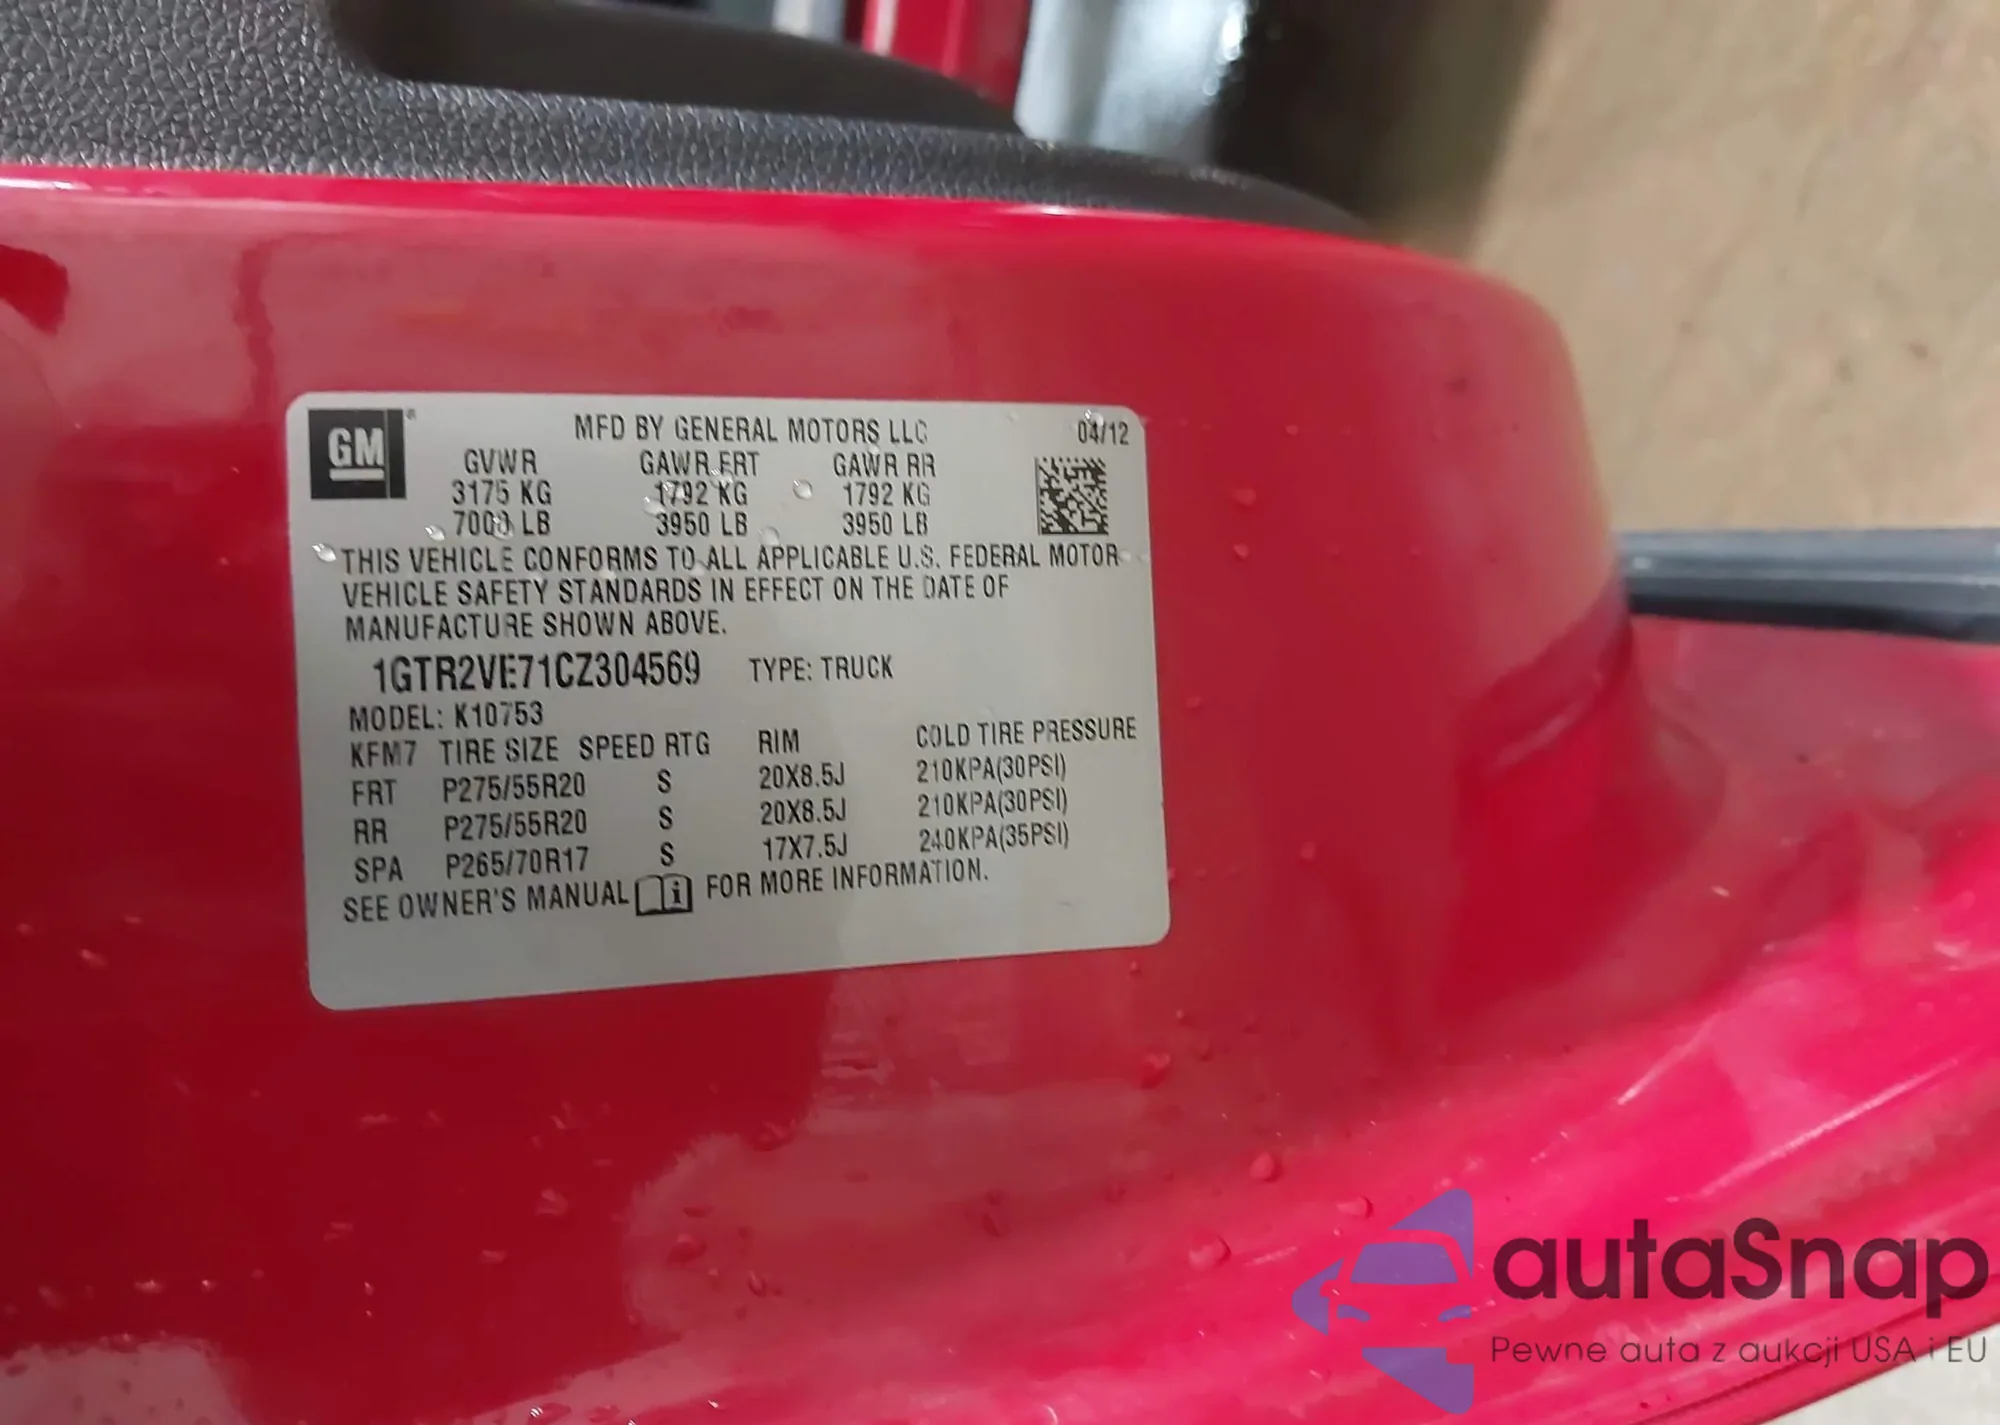 GM
MFD BY GENERAL MOTORS LLC 04/12
GVWR GAWR FRT GAWR RR
3175 KG 1792 KG 1792 KG
7000 LB 3950 LB 3950 LB
THIS VEHICLE CONFORMS TO ALL APPLICABLE U.S. FEDERAL MOTOR
VEHICLE SAFETY STANDARDS IN EFFECT ON THE DATE OF
MANUFACTURE SHOWN ABOVE.
1GTR2VE71CZ304569 TYPE: TRUCK
MODEL: K10753
KFM7 TIRE SIZE SPEED RTG RIM COLD TIRE PRESSURE
FRT P275/55R20 S 20X8.5J 210KPA(30PSI)
RR P275/55R20 S 20X8.5J 210KPA(30PSI)
SPA P265/70R17 S 17X7.5J 240KPA(35PSI)
SEE OWNER'S MANUAL i FOR MORE INFORMATION.
autaSnap
Pewne auta z aukcji USA i EU